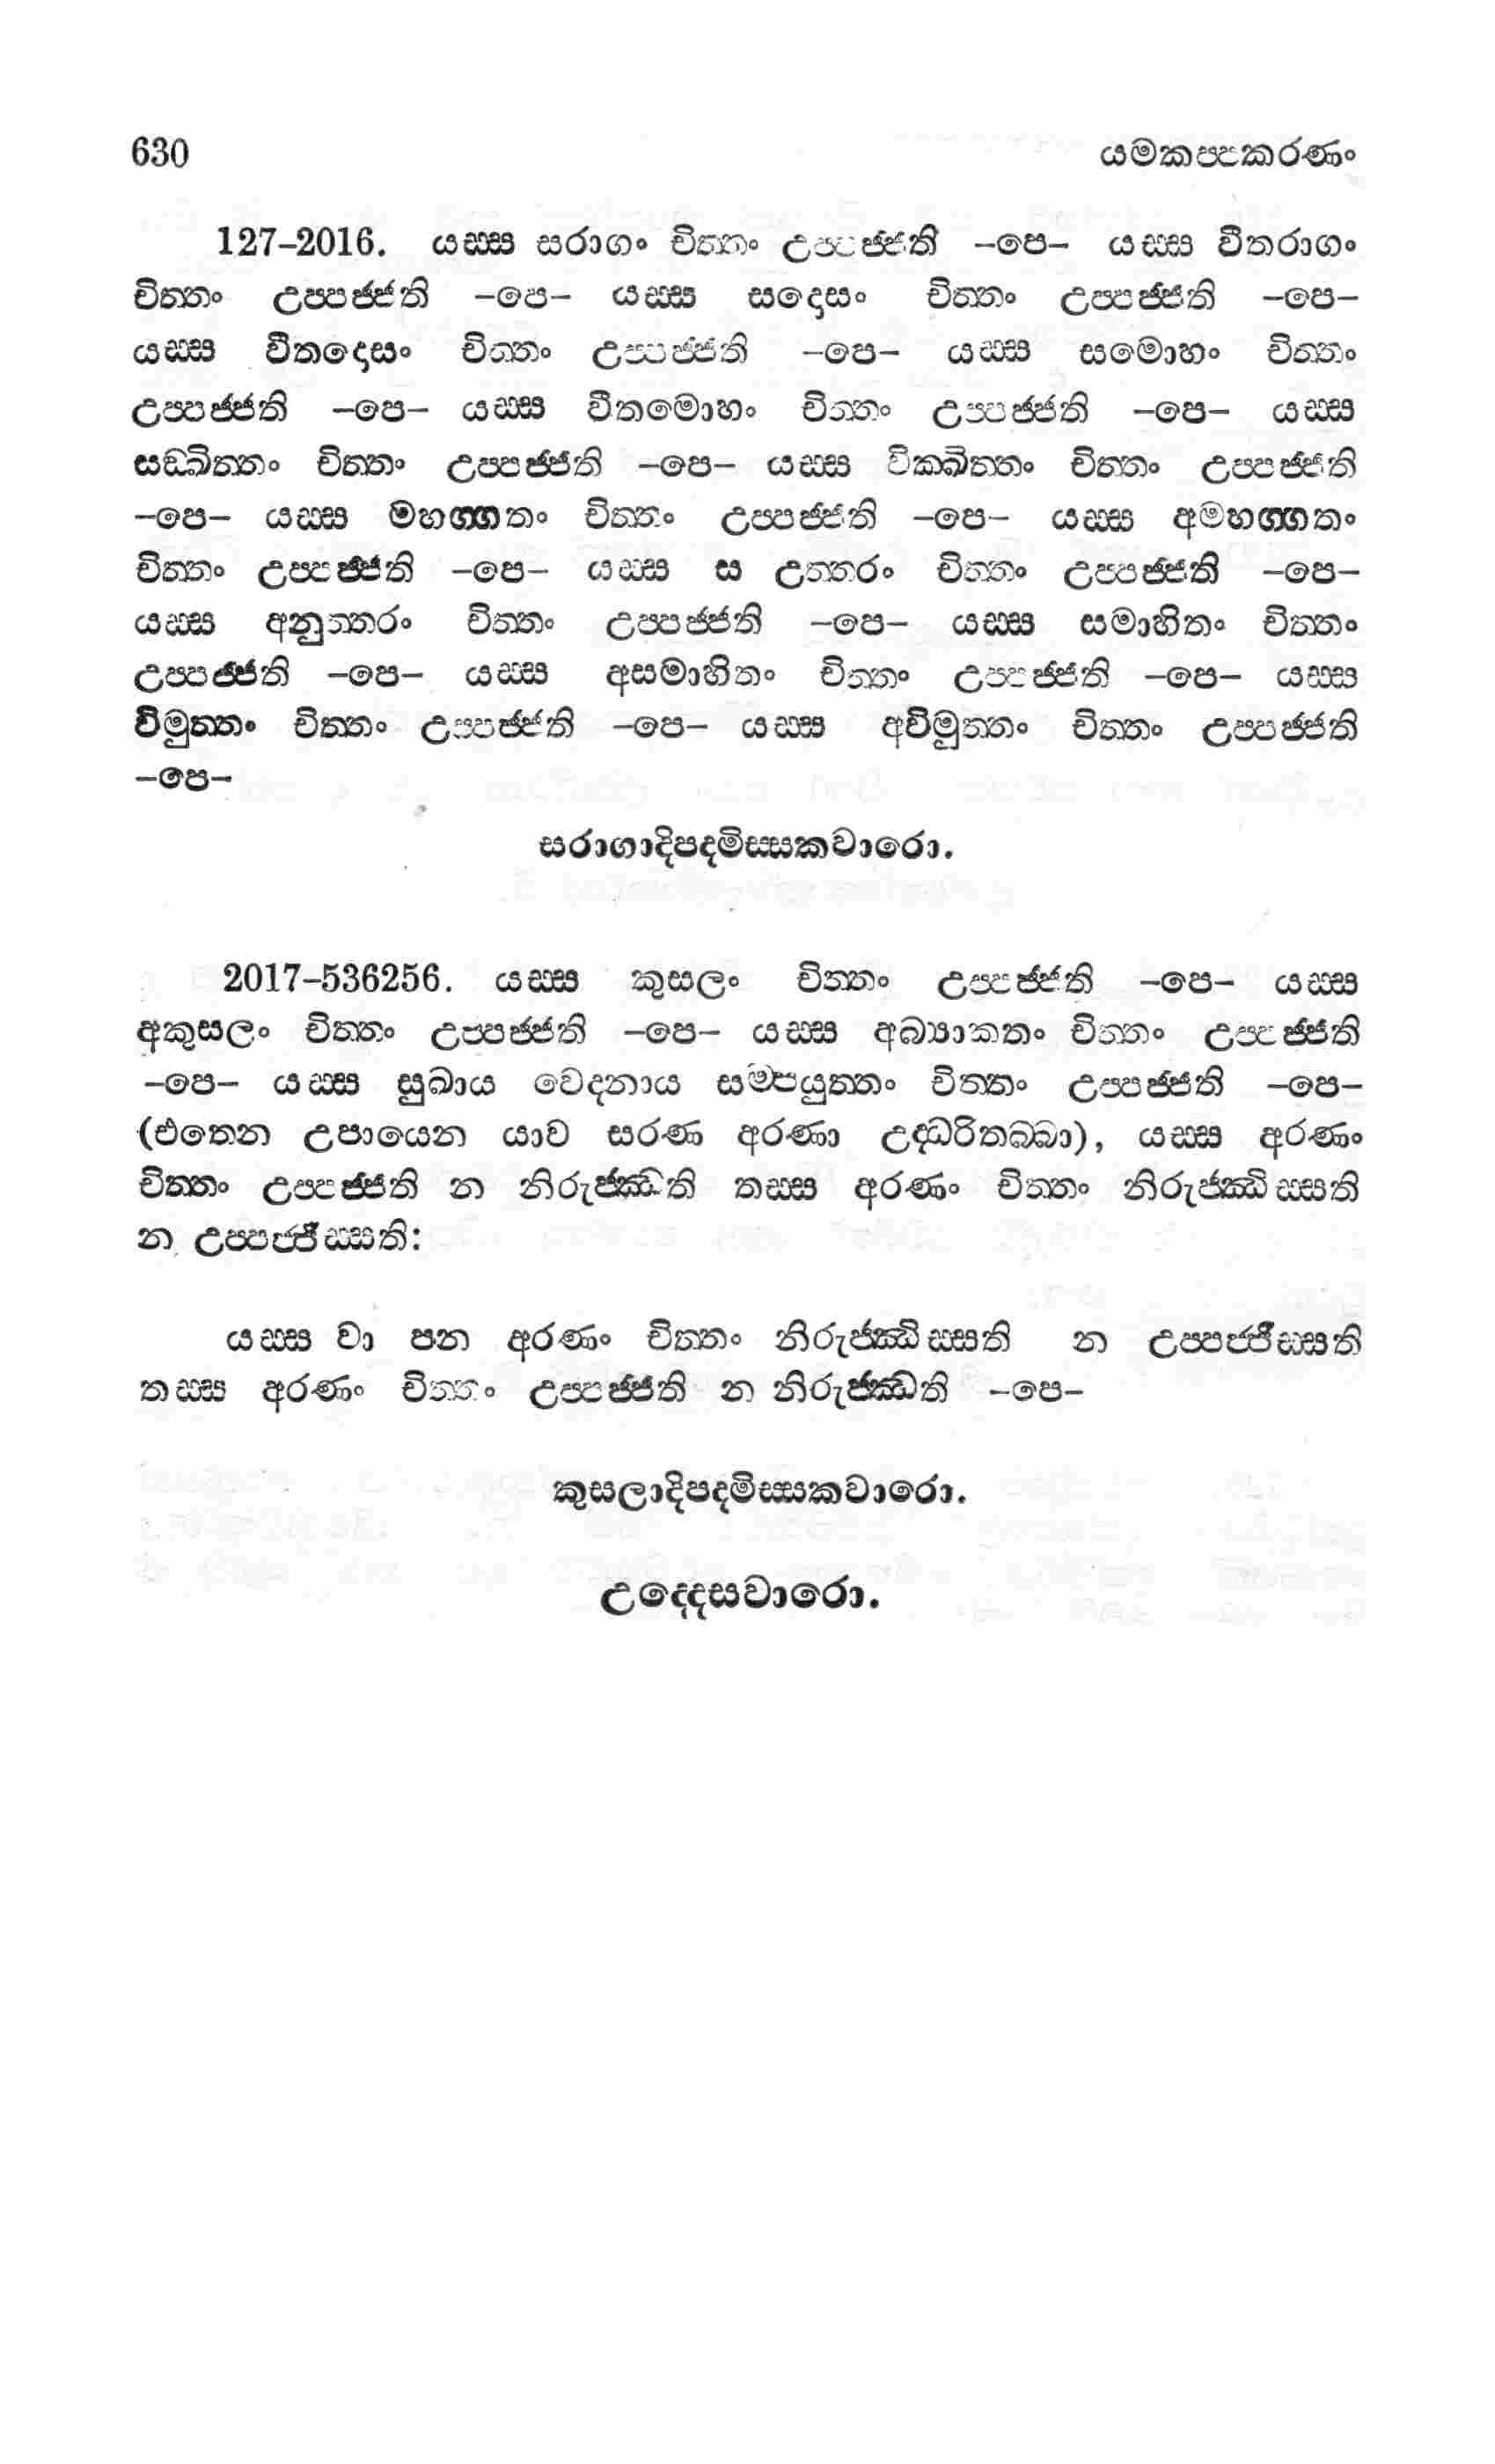 630 යමකප්පකරණං
127–2016. යස්ස සරාගං චිත්තං උප්පජ්ජති –පෙ– යස්ස වීතරාගං
චිත්තං උප්පජ්ජති –පෙ– යස්ස සදොසං චිත්තං උප්පජ්ජති –පෙ–
යස්ස වීතදොසං චිත්තං උප්පජ්ජති –පෙ– යස්ස සමොහං චිත්තං
උප්පජ්ජති –පෙ– යස්ස වීතමොහං චිත්තං උප්පජ්ජති –පෙ– යස්ස
සඞ්ඛිත්තං චිත්තං උප්පජ්ජති –පෙ– යස්ස වික්ඛිත්තං චිත්තං උප්පජ්ජති
–පෙ– යස්ස මහග්ගතං චිත්තං උප්පජ්ජති –පෙ– යස්ස අමහග්ගතං
චිත්තං උප්පජ්ජති –පෙ– යස්ස ස උත්තරං චිත්තං උප්පජ්ජති –පෙ–
යස්ස අනුත්තරං චිත්තං උප්පජ්ජති –පෙ– යස්ස සමාහිතං චිත්තං
උප්පජ්ජති –පෙ– යස්ස අසමාහිතං චිත්තං උප්පජ්ජති –පෙ– යස්ස
විමුත්තං චිත්තං උප්පජ්ජති –පෙ– යස්ස අවිමුත්තං චිත්තං උප්පජ්ජති
–පෙ–
සරාගාදිපදමිස්සකවාරො.
2017–536256. යස්ස කුසලං චිත්තං උප්පජ්ජති –පෙ– යස්ස
අකුසලං චිත්තං උප්පජ්ජති –පෙ– යස්ස අබ්‍යාකතං චිත්තං උප්පජ්ජති
–පෙ– යස්ස සුඛාය වෙදනාය සම්පයුත්තං චිත්තං උප්පජ්ජති –පෙ–
(එතෙන උපායෙන යාව සරණ අරණා උද්ධරිතබ්බා), යස්ස අරණං
චිත්තං උප්පජ්ජති න නිරුජ්ඣති තස්ස අරණං චිත්තං නිරුජ්ඣිස්සති
න උප්පජ්ජිස්සති:
යස්ස වා පන අරණං චිත්තං නිරුජ්ඣිස්සති න උප්පජ්ජිස්සති
තස්ස අරණං චිත්තං උප්පජ්ජති න නිරුජ්ඣති –පෙ–
කුසලාදිපදමිස්සකවාරො.
උද්දෙසවාරො.